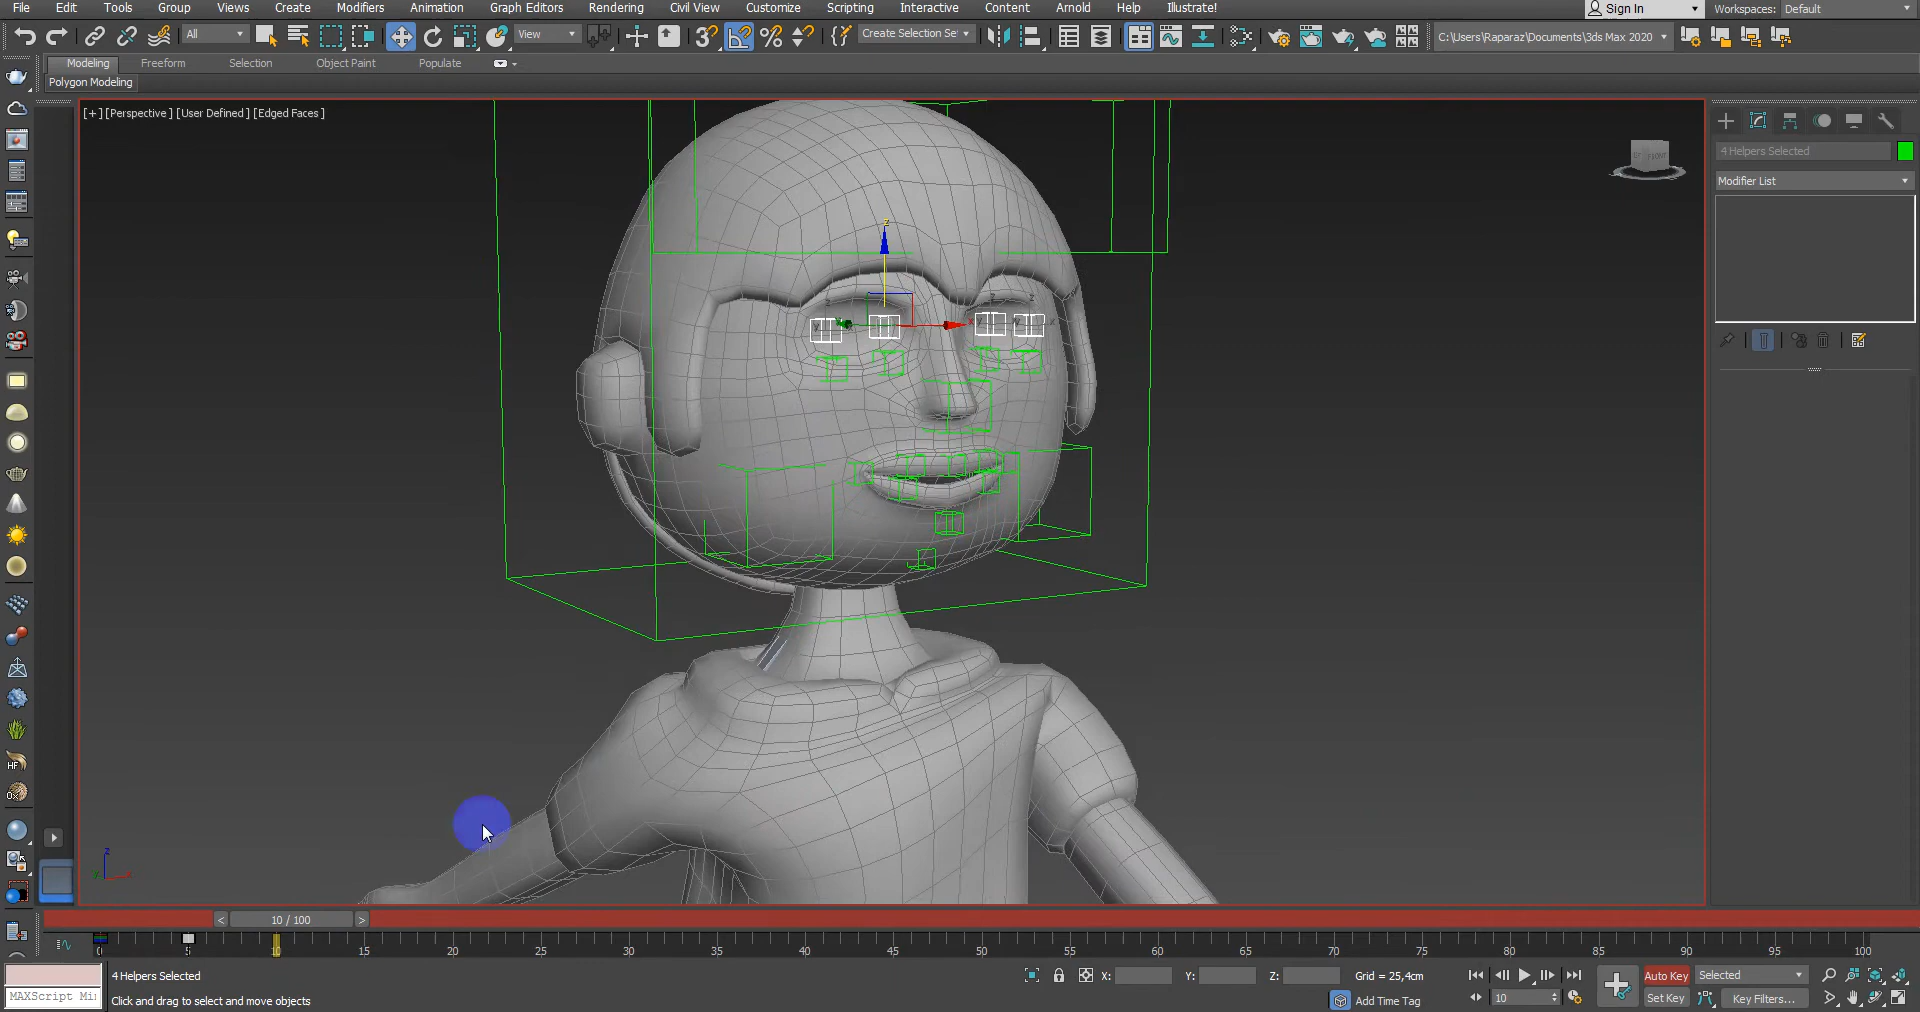 File Edit Tools Group Views Create Modifiers Animation Graph Editors Rendering Civil View Customize Scripting Interactive Content Arnold Help Illustrate! Sign In Workspaces: Default
All View Create Selection Se C:\Users\Raparaz\Documents\3ds Max 2020
Modeling Freeform Selection Object Paint Populate
Polygon Modeling
[+] [Perspective] [User Defined] [Edged Faces]
FRONT
4 Helpers Selected
Modifier List
z
x
y
HF
z
x
y
< 10 / 100 >
0 5 10 15 20 25 30 35 40 45 50 55 60 65 70 75 80 85 90 95 100
4 Helpers Selected X: Y: Z: Grid = 25,4cm Auto Key Selected
MAXScript Mi Click and drag to select and move objects Add Time Tag 10 Set Key Key Filters...